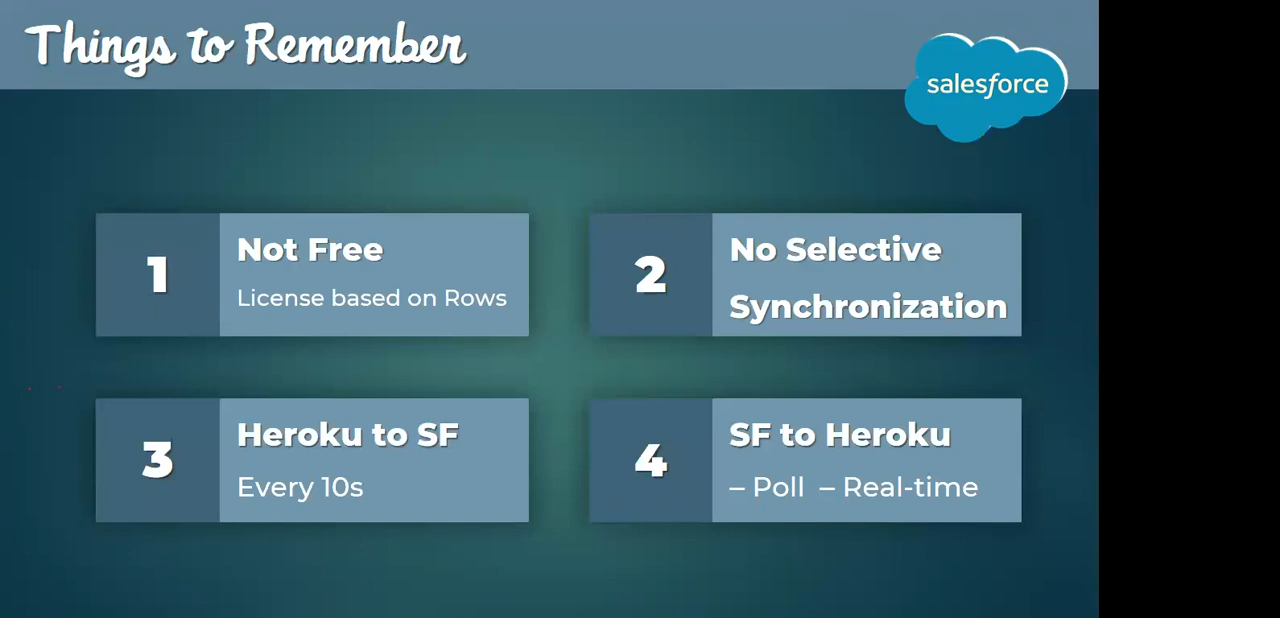 Things to Remember
salesforce
1
Not Free
License based on Rows
2
No Selective
Synchronization
3
Heroku to SF
Every 10s
4
SF to Heroku
– Poll – Real-time